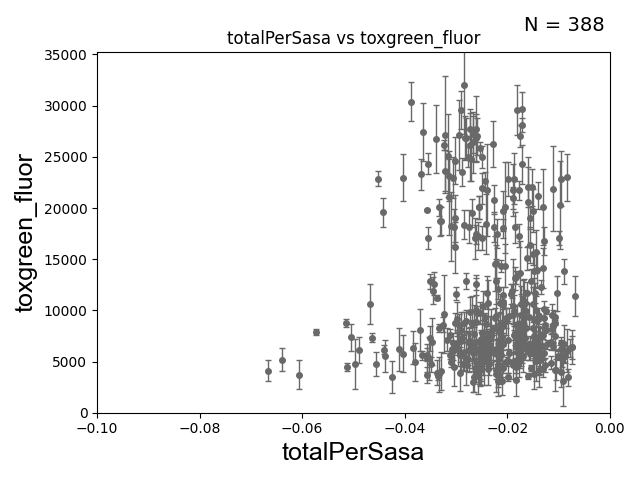 N = 388
totalPerSasa vs toxgreen_fluor
35000
30000
25000
20000
15000
10000
5000
0
toxgreen_fluor
−0.10 −0.08 −0.06 −0.04 −0.02 0.00
totalPerSasa